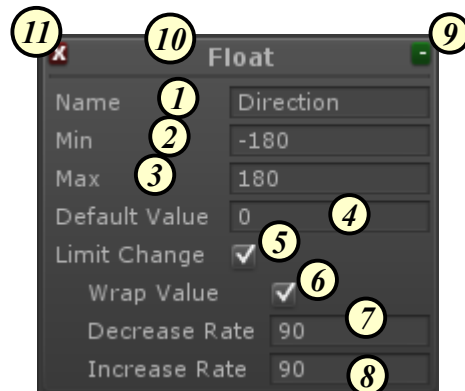 11 10 9
x Float -
Name 1 Direction
Min 2 -180
Max 3 180
Default Value 0 4
Limit Change 5
Wrap Value 6
Decrease Rate 90 7
Increase Rate 90 8